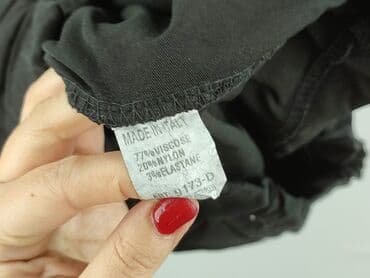 MADE IN ITALY
77%VISCOSE
20%NYLON
3%ELASTANE
9173-D